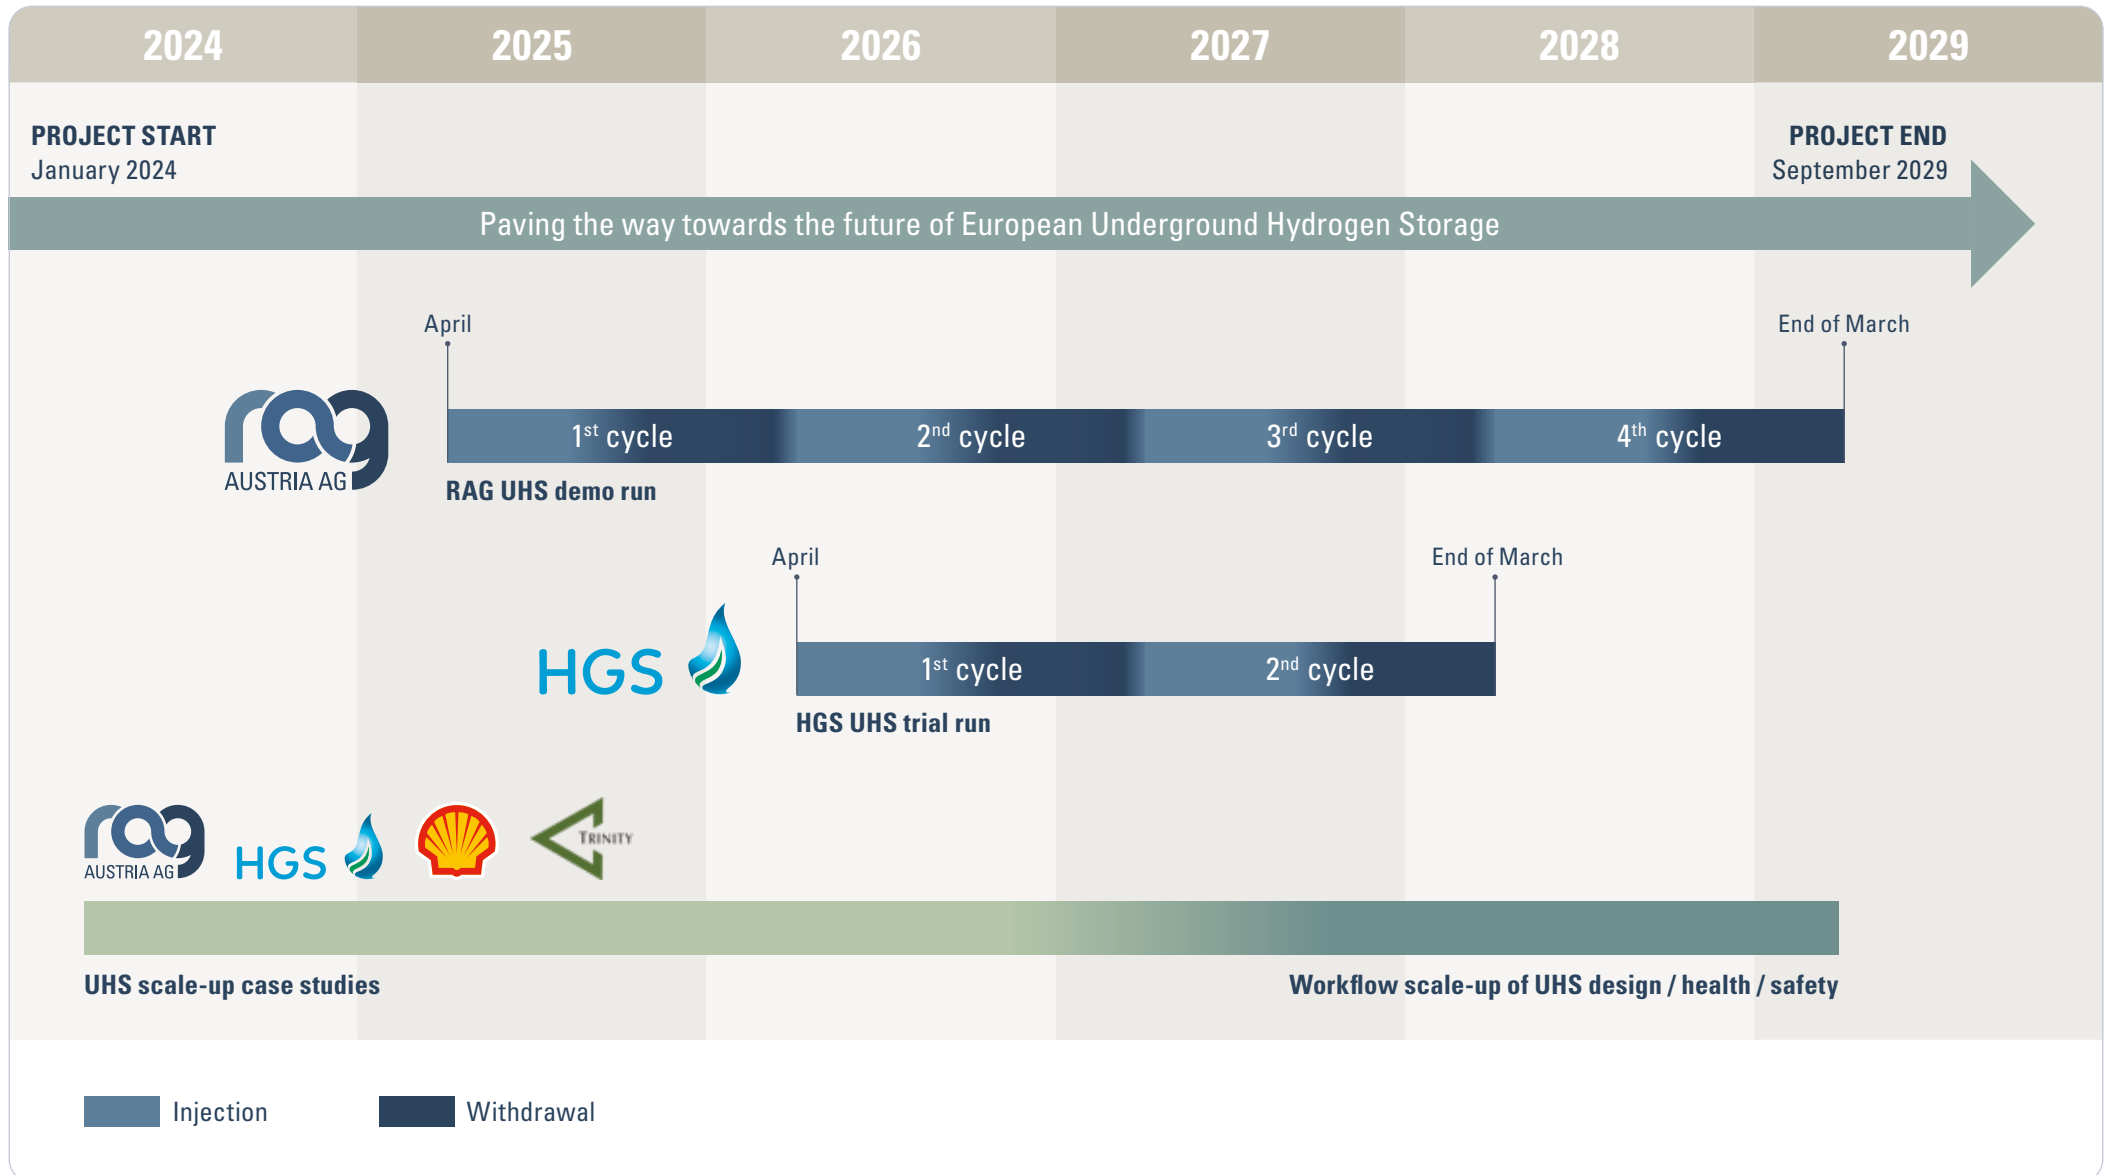 2024 2025 2026 2027 2028 2029
PROJECT START
January 2024
PROJECT END
September 2029
Paving the way towards the future of European Underground Hydrogen Storage
April
End of March
rag
AUSTRIA AG
1st cycle 2nd cycle 3rd cycle 4th cycle
RAG UHS demo run
April
End of March
HGS
1st cycle 2nd cycle
HGS UHS trial run
rag
AUSTRIA AG
HGS
TRINITY
UHS scale-up case studies
Workflow scale-up of UHS design / health / safety
Injection
Withdrawal